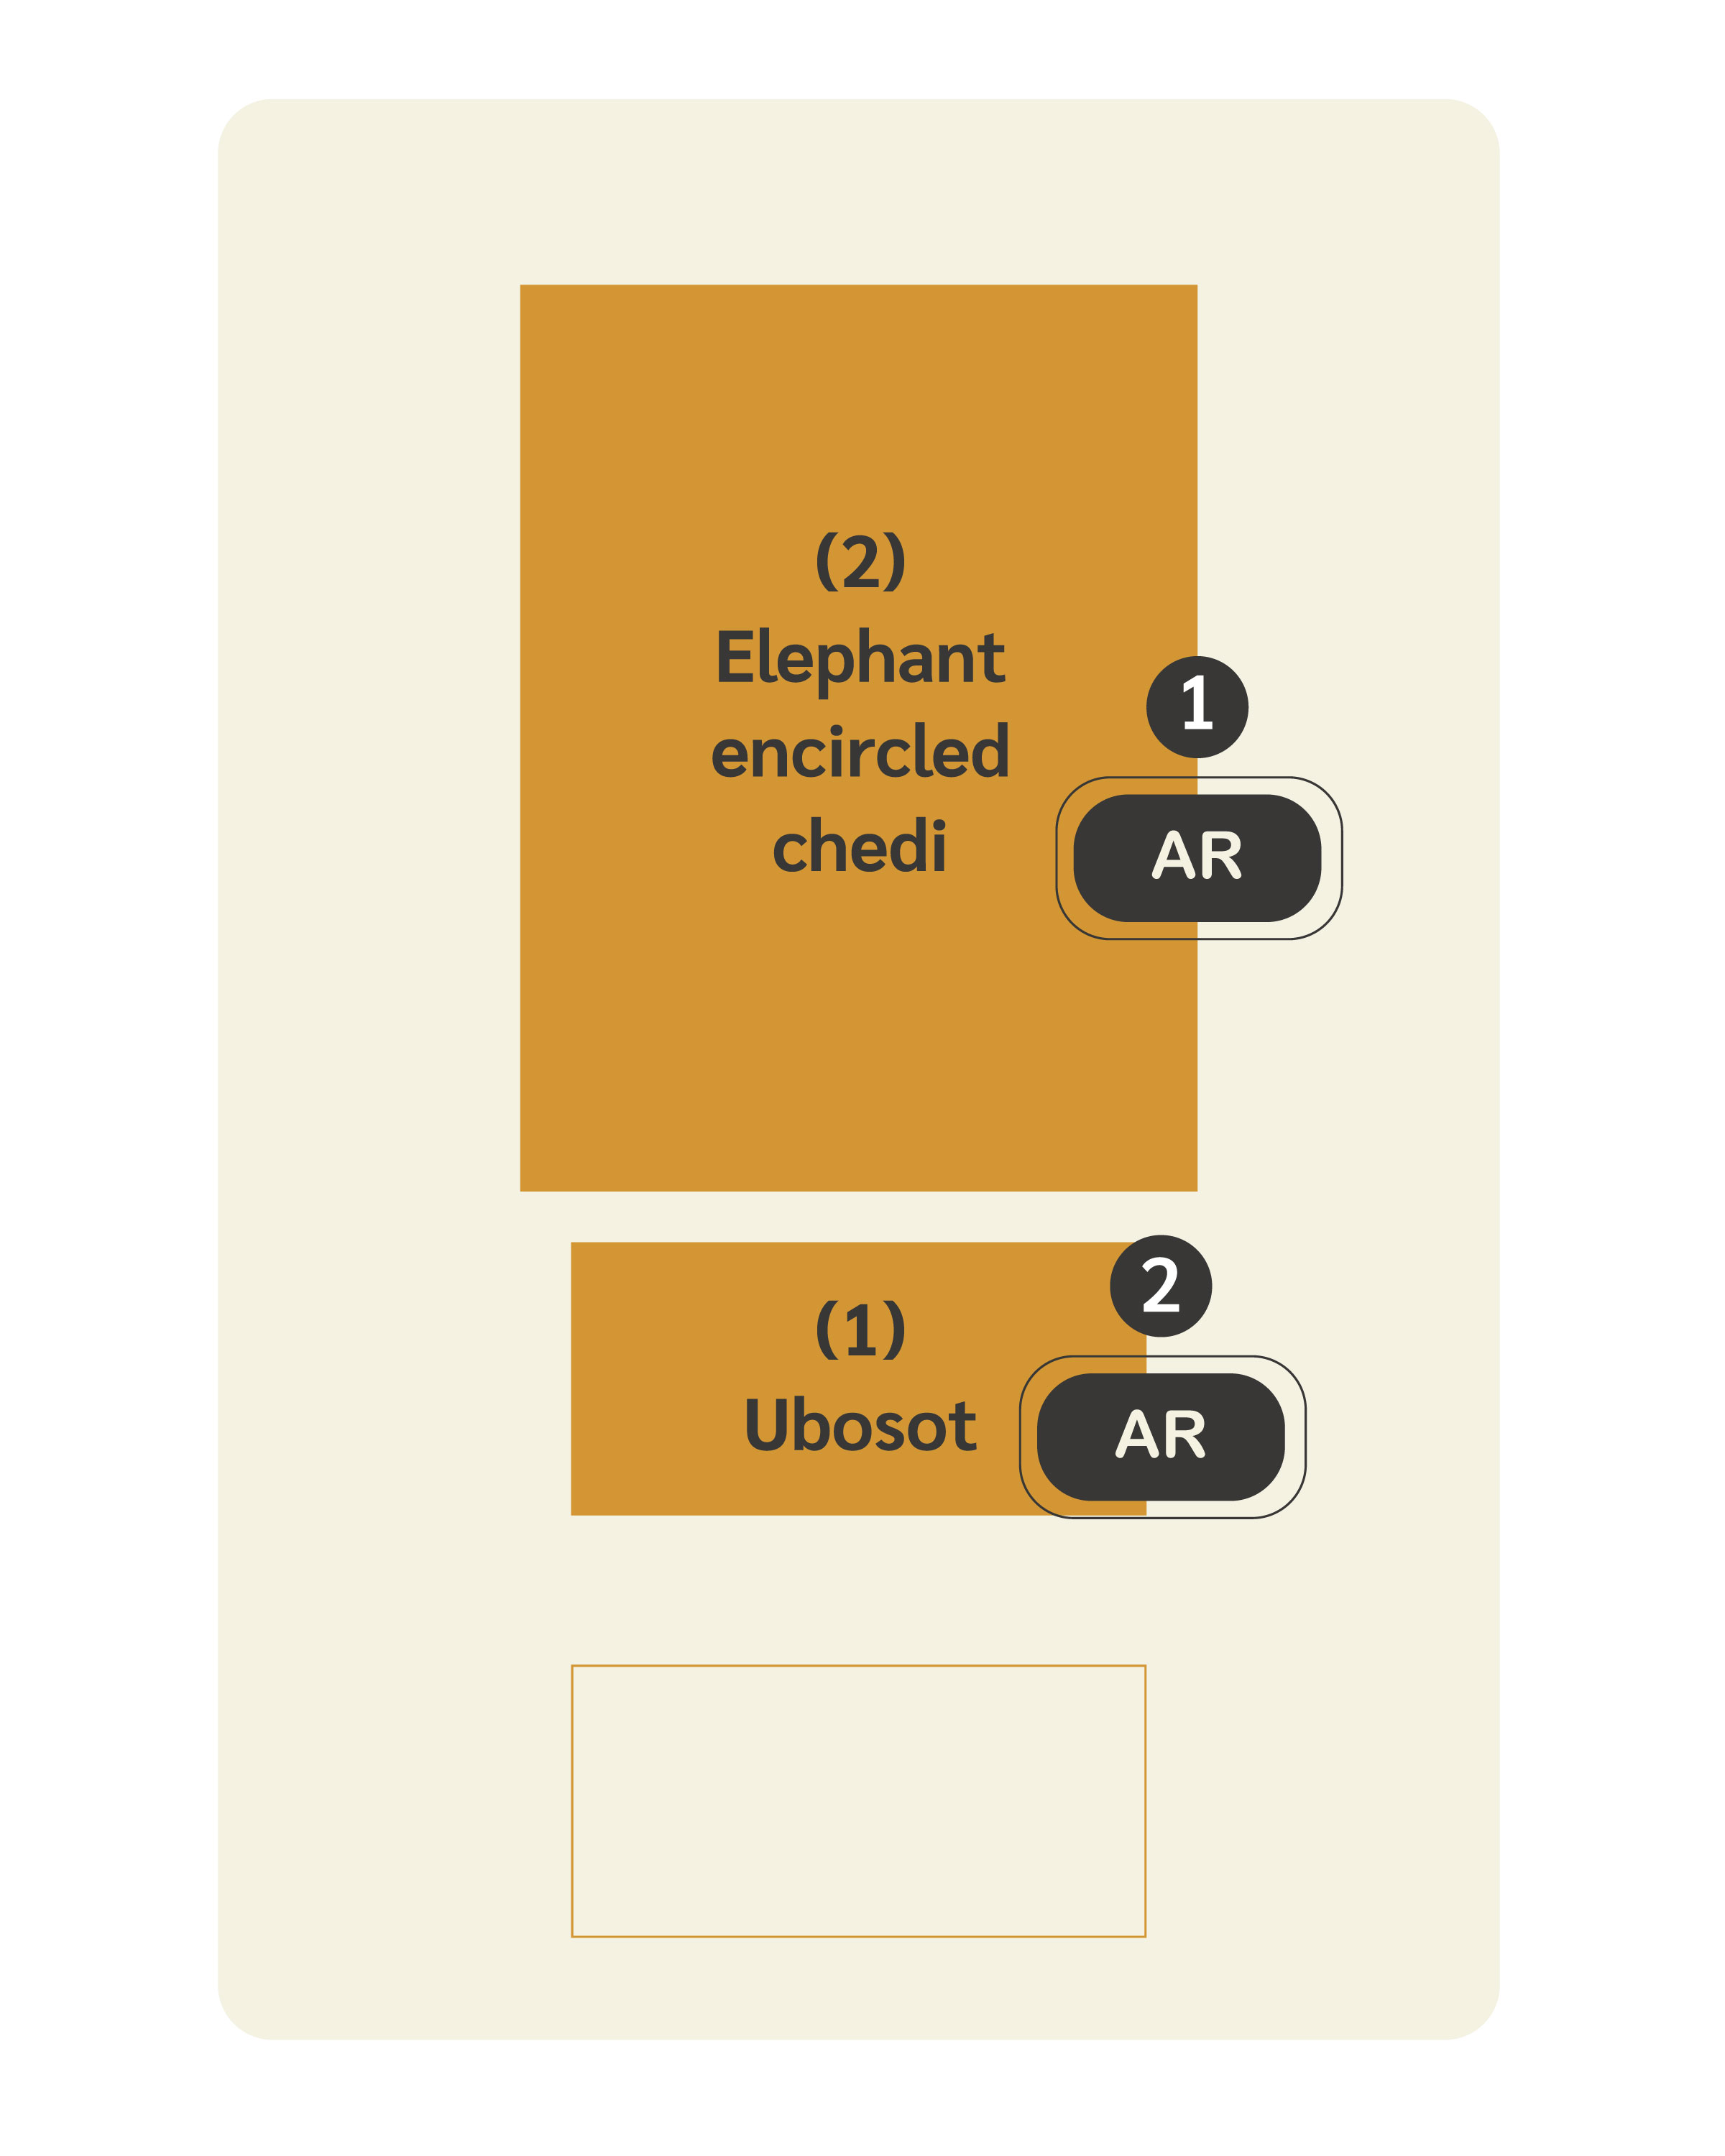 (2)
Elephant
encircled
chedi
1
AR
2
(1)
Ubosot
AR